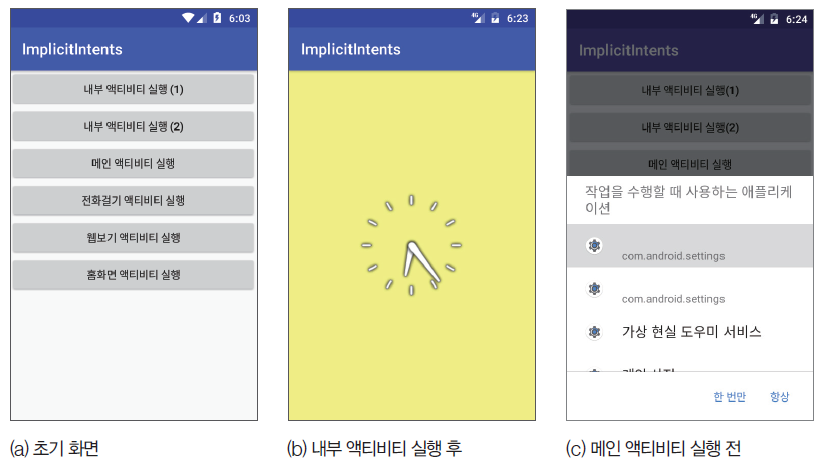 6:03
ImplicitIntents
내부 액티비티 실행 (1)
내부 액티비티 실행 (2)
메인 액티비티 실행
전화걸기 액티비티 실행
웹보기 액티비티 실행
홈화면 액티비티 실행
(a) 초기 화면
4G 6:23
ImplicitIntents
(b) 내부 액티비티 실행 후
4G 6:24
ImplicitIntents
내부 액티비티 실행(1)
내부 액티비티 실행(2)
메인 액티비티 실행
작업을 수행할 때 사용하는 애플리케
이션
com.android.settings
com.android.settings
가상 현실 도우미 서비스
한 번만 항상
(c) 메인 액티비티 실행 전